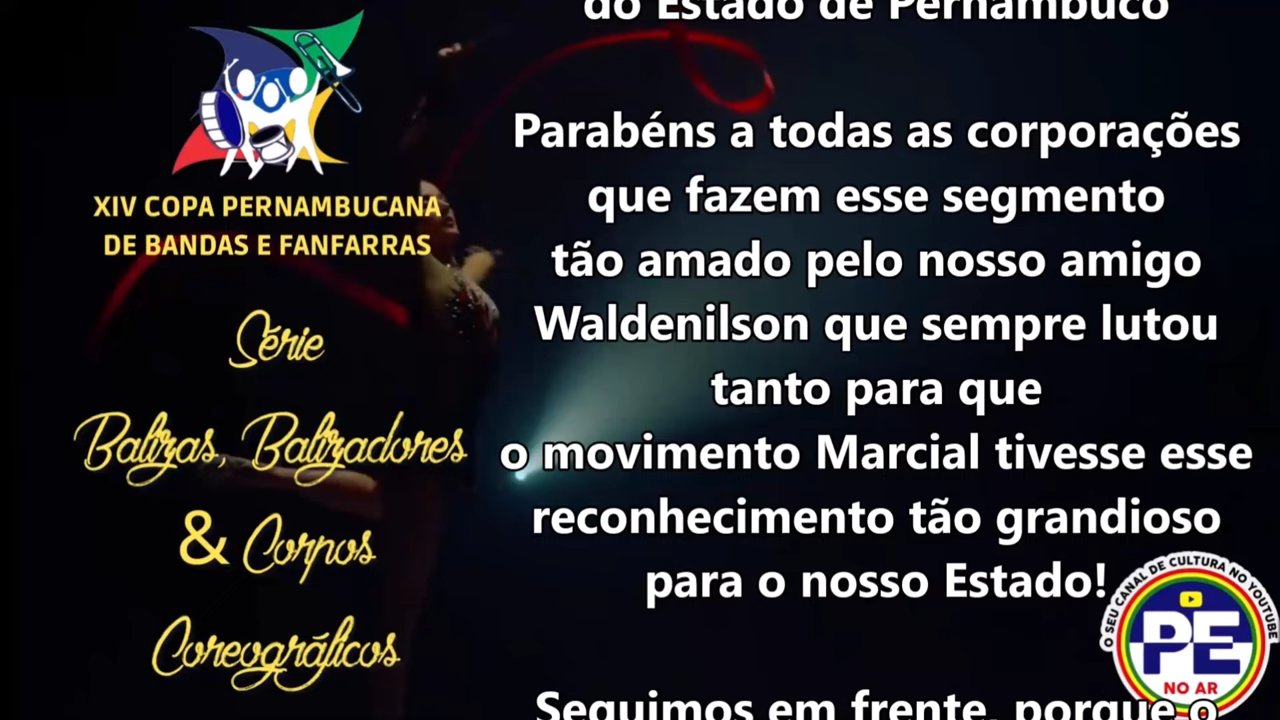 XIV COPA PERNAMBUCANA
DE BANDAS E FANFARRAS
Série
Balizas, Balizadores
& Corpos
Coreográficos
do Estado de Pernambuco
Parabéns a todas as corporações
que fazem esse segmento
tão amado pelo nosso amigo
Waldenilson que sempre lutou
tanto para que
o movimento Marcial tivesse esse
reconhecimento tão grandioso
para o nosso Estado!
Seguimos em frente, porque o
O SEU CANAL DE CULTURA NO YOUTUBE
PE
NO AR